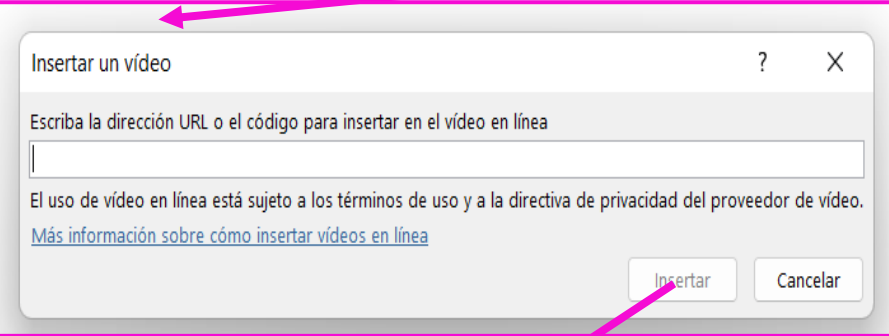 Insertar un vídeo ? X
Escriba la dirección URL o el código para insertar en el vídeo en línea
El uso de vídeo en línea está sujeto a los términos de uso y a la directiva de privacidad del proveedor de vídeo.
Más información sobre cómo insertar vídeos en línea
Insertar Cancelar